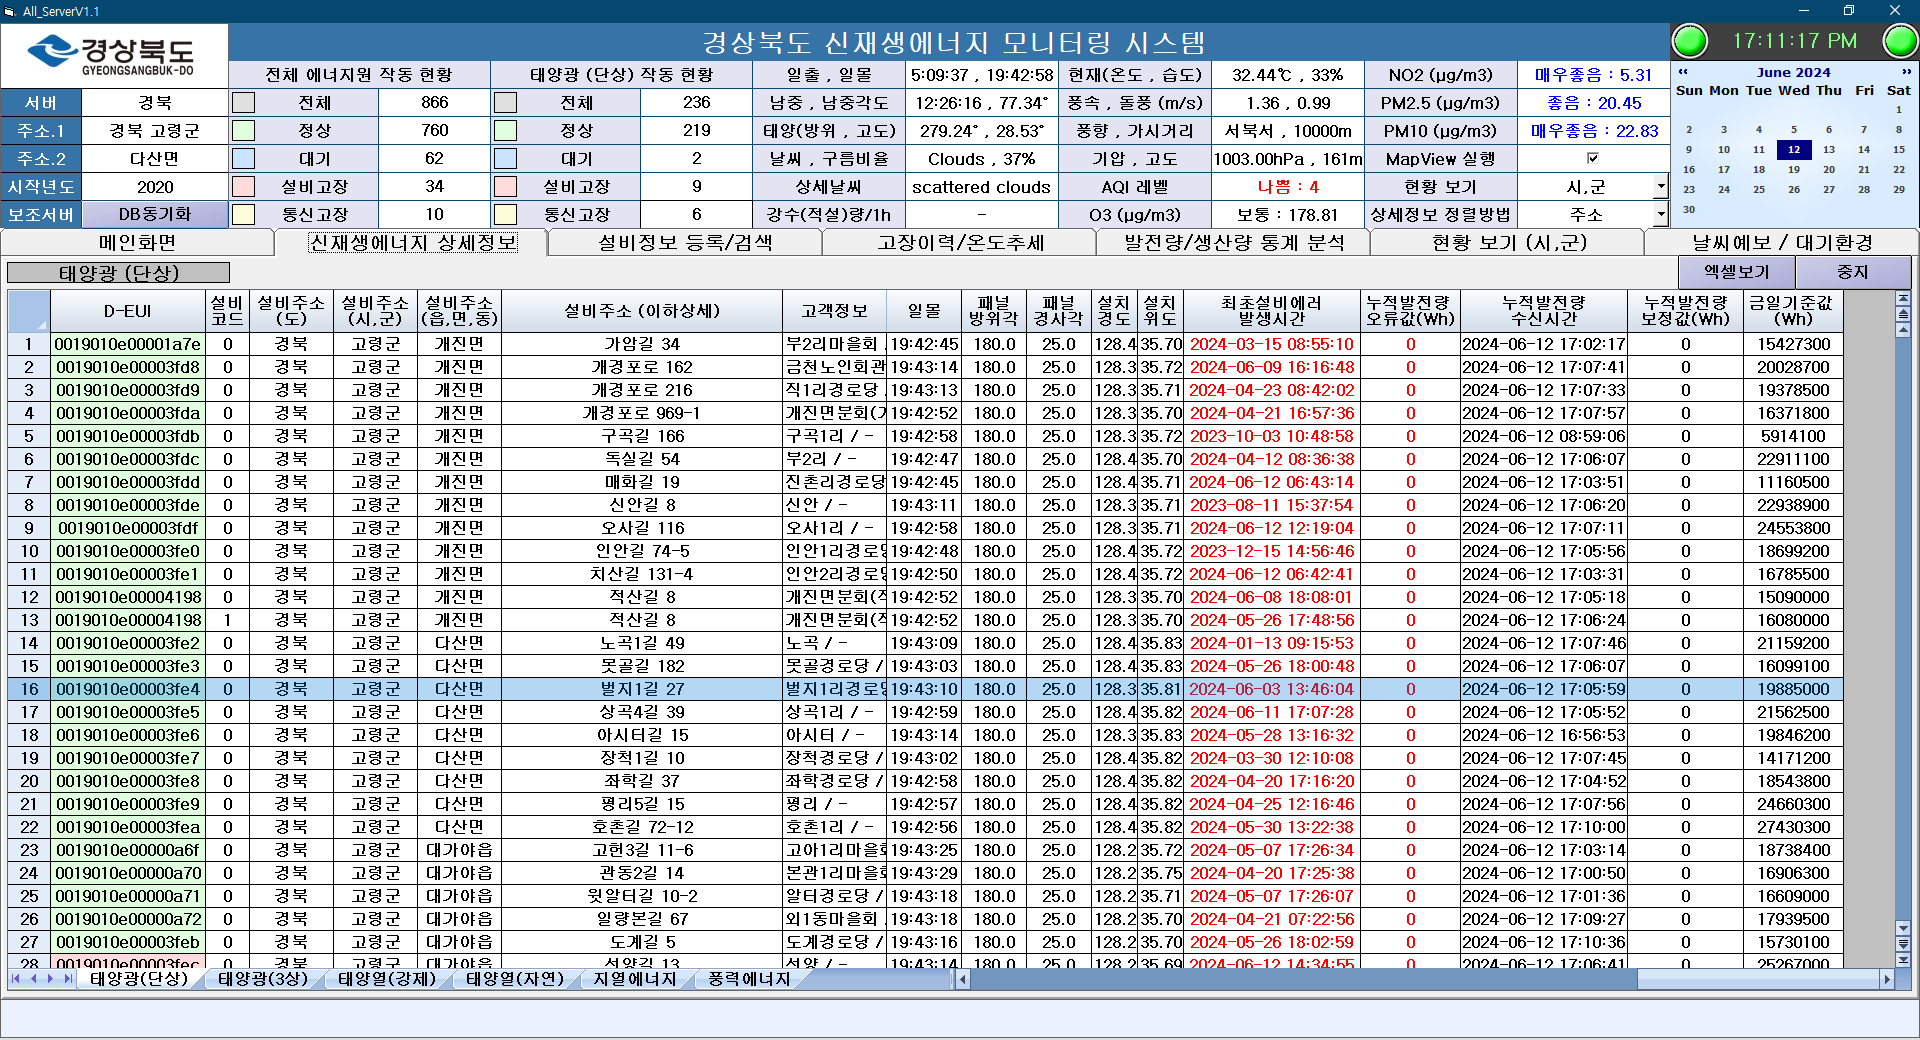 All_ServerV1.1
경상북도
GYEONGSANGBUK-DO
경상북도 신재생에너지 모니터링 시스템
17:11:17 PM
전체 에너지원 작동 현황 태양광 (단상) 작동 현황 일출 , 일몰 5:09:37 , 19:42:58 현재(온도 , 습도) 32.44℃ , 33% NO2 (µg/m3) 매우좋음 : 5.31
서버 경북 전체 866 전체 236 남중 , 남중각도 12:26:16 , 77.34° 풍속 , 돌풍 (m/s) 1.36 , 0.99 PM2.5 (µg/m3) 좋음 : 20.45
주소.1 경북 고령군 정상 760 정상 219 태양(방위 , 고도) 279.24° , 28.53° 풍향 , 가시거리 서북서 , 10000m PM10 (µg/m3) 매우좋음 : 22.83
주소.2 다산면 대기 62 대기 2 날씨 , 구름비율 Clouds , 37% 기압 , 고도 1003.00hPa , 161m MapView 실행
시작년도 2020 설비고장 34 설비고장 9 상세날씨 scattered clouds AQI 레벨 나쁨 : 4 현황 보기 시,군
보조서버 DB동기화 통신고장 10 통신고장 6 강수(적설)량/1h - O3 (µg/m3) 보통 : 178.81 상세정보 정렬방법 주소
‹‹ June 2024 ››
Sun Mon Tue Wed Thu Fri Sat
1
2 3 4 5 6 7 8
9 10 11 12 13 14 15
16 17 18 19 20 21 22
23 24 25 26 27 28 29
30
메인화면 신재생에너지 상세정보 설비정보 등록/검색 고장이력/온도추세 발전량/생산량 통계 분석 현황 보기 (시,군) 날씨예보 / 대기환경
태양광 (단상) 엑셀보기 중지
D-EUI 설비코드 설비주소(도) 설비주소(시,군) 설비주소(읍,면,동) 설비주소 (이하상세) 고객정보 일몰 패널방위각 패널경사각 설치경도 설치위도 최초설비에러발생시간 누적발전량오류값(Wh) 누적발전량수신시간 누적발전량보정값(Wh) 금일기준값(Wh)
1 0019010e00001a7e 0 경북 고령군 개진면 가암길 34 부2리마을회 19:42:45 180.0 25.0 128.4 35.70 2024-03-15 08:55:10 0 2024-06-12 17:02:17 0 15427300
2 0019010e00003fd8 0 경북 고령군 개진면 개경포로 162 금천노인회관 19:43:14 180.0 25.0 128.3 35.72 2024-06-09 16:16:48 0 2024-06-12 17:07:41 0 20028700
3 0019010e00003fd9 0 경북 고령군 개진면 개경포로 216 직1리경로당 19:43:13 180.0 25.0 128.3 35.71 2024-04-23 08:42:02 0 2024-06-12 17:07:33 0 19378500
4 0019010e00003fda 0 경북 고령군 개진면 개경포로 969-1 개진면분회( 19:42:52 180.0 25.0 128.4 35.70 2024-04-21 16:57:36 0 2024-06-12 17:07:57 0 16371800
5 0019010e00003fdb 0 경북 고령군 개진면 구곡길 166 구곡1리 / - 19:42:58 180.0 25.0 128.3 35.72 2023-10-03 10:48:58 0 2024-06-12 08:59:06 0 5914100
6 0019010e00003fdc 0 경북 고령군 개진면 독실길 54 부2리 / - 19:42:47 180.0 25.0 128.4 35.70 2024-04-12 08:36:38 0 2024-06-12 17:06:07 0 22911100
7 0019010e00003fdd 0 경북 고령군 개진면 매화길 19 진촌리경로당 19:42:45 180.0 25.0 128.4 35.71 2024-06-12 06:43:14 0 2024-06-12 17:03:51 0 11160500
8 0019010e00003fde 0 경북 고령군 개진면 신안길 8 신안 / - 19:43:11 180.0 25.0 128.3 35.71 2023-08-11 15:37:54 0 2024-06-12 17:06:20 0 22938900
9 0019010e00003fdf 0 경북 고령군 개진면 오사길 116 오사1리 / - 19:42:58 180.0 25.0 128.3 35.71 2024-06-12 12:19:04 0 2024-06-12 17:07:11 0 24553800
10 0019010e00003fe0 0 경북 고령군 개진면 인안길 74-5 인안1리경로 19:42:48 180.0 25.0 128.4 35.72 2023-12-15 14:56:46 0 2024-06-12 17:05:56 0 18699200
11 0019010e00003fe1 0 경북 고령군 개진면 치산길 131-4 인안2리경로 19:42:50 180.0 25.0 128.4 35.72 2024-06-12 06:42:41 0 2024-06-12 17:03:31 0 16785500
12 0019010e00004198 0 경북 고령군 개진면 적산길 8 개진면분회( 19:42:52 180.0 25.0 128.3 35.70 2024-06-08 18:08:01 0 2024-06-12 17:05:18 0 15090000
13 0019010e00004198 1 경북 고령군 개진면 적산길 8 개진면분회( 19:42:52 180.0 25.0 128.3 35.70 2024-05-26 17:48:56 0 2024-06-12 17:06:24 0 16080000
14 0019010e00003fe2 0 경북 고령군 다산면 노곡1길 49 노곡 / - 19:43:09 180.0 25.0 128.4 35.83 2024-01-13 09:15:53 0 2024-06-12 17:07:46 0 21159200
15 0019010e00003fe3 0 경북 고령군 다산면 못골길 182 못골경로당 / 19:43:03 180.0 25.0 128.4 35.83 2024-05-26 18:00:48 0 2024-06-12 17:06:07 0 16099100
16 0019010e00003fe4 0 경북 고령군 다산면 벌지1길 27 벌지1리경로 19:43:10 180.0 25.0 128.3 35.81 2024-06-03 13:46:04 0 2024-06-12 17:05:59 0 19885000
17 0019010e00003fe5 0 경북 고령군 다산면 상곡4길 39 상곡1리 / - 19:42:59 180.0 25.0 128.4 35.82 2024-06-11 17:07:28 0 2024-06-12 17:05:52 0 21562500
18 0019010e00003fe6 0 경북 고령군 다산면 아시터길 15 아시터 / - 19:43:14 180.0 25.0 128.3 35.83 2024-05-28 13:16:32 0 2024-06-12 16:56:53 0 19846200
19 0019010e00003fe7 0 경북 고령군 다산면 장척1길 10 장척경로당 / 19:43:02 180.0 25.0 128.4 35.82 2024-03-30 12:10:08 0 2024-06-12 17:07:45 0 14171200
20 0019010e00003fe8 0 경북 고령군 다산면 좌학길 37 좌학경로당 / 19:42:58 180.0 25.0 128.4 35.82 2024-04-20 17:16:20 0 2024-06-12 17:04:52 0 18543800
21 0019010e00003fe9 0 경북 고령군 다산면 평리5길 15 평리 / - 19:42:57 180.0 25.0 128.4 35.82 2024-04-25 12:16:46 0 2024-06-12 17:07:56 0 24660300
22 0019010e00003fea 0 경북 고령군 다산면 호촌길 72-12 호촌1리 / - 19:42:56 180.0 25.0 128.4 35.82 2024-05-30 13:22:38 0 2024-06-12 17:10:00 0 27430300
23 0019010e00000a6f 0 경북 고령군 대가야읍 고헌3길 11-6 고아1리마을회 19:43:25 180.0 25.0 128.2 35.72 2024-05-07 17:26:34 0 2024-06-12 17:03:14 0 18738400
24 0019010e00000a70 0 경북 고령군 대가야읍 관동2길 14 본관1리마을회 19:43:29 180.0 25.0 128.2 35.75 2024-04-20 17:25:38 0 2024-06-12 17:00:50 0 16906300
25 0019010e00000a71 0 경북 고령군 대가야읍 윗알터길 10-2 알터경로당 / 19:43:18 180.0 25.0 128.2 35.71 2024-05-07 17:26:07 0 2024-06-12 17:01:36 0 16609000
26 0019010e00000a72 0 경북 고령군 대가야읍 일량본길 67 외1동마을회 19:43:18 180.0 25.0 128.2 35.70 2024-04-21 07:22:56 0 2024-06-12 17:09:27 0 17939500
27 0019010e00003feb 0 경북 고령군 대가야읍 도계길 5 도계경로당 / 19:43:16 180.0 25.0 128.2 35.70 2024-05-26 18:02:59 0 2024-06-12 17:10:36 0 15730100
28 0019010e00003fec 0 경북 고령군 대가야읍 13 / - 19:43:14 180.0 25.0 128.2 35.69 2024-06-12 14:34:55 0 2024-06-12 17:06:41 0 25267000
태양광(단상) 태양광(3상) 태양열(강제) 태양열(자연) 지열에너지 풍력에너지